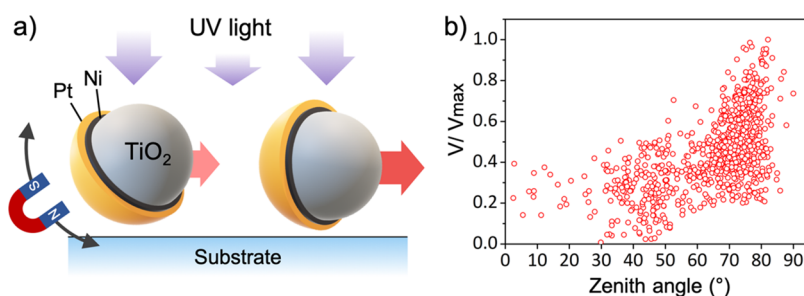 a)
UV light
Pt
Ni
TiO₂
S
N
Substrate
b)
V/ Vmax
1.0
0.8
0.6
0.4
0.2
0.0
0 10 20 30 40 50 60 70 80 90
Zenith angle (°)